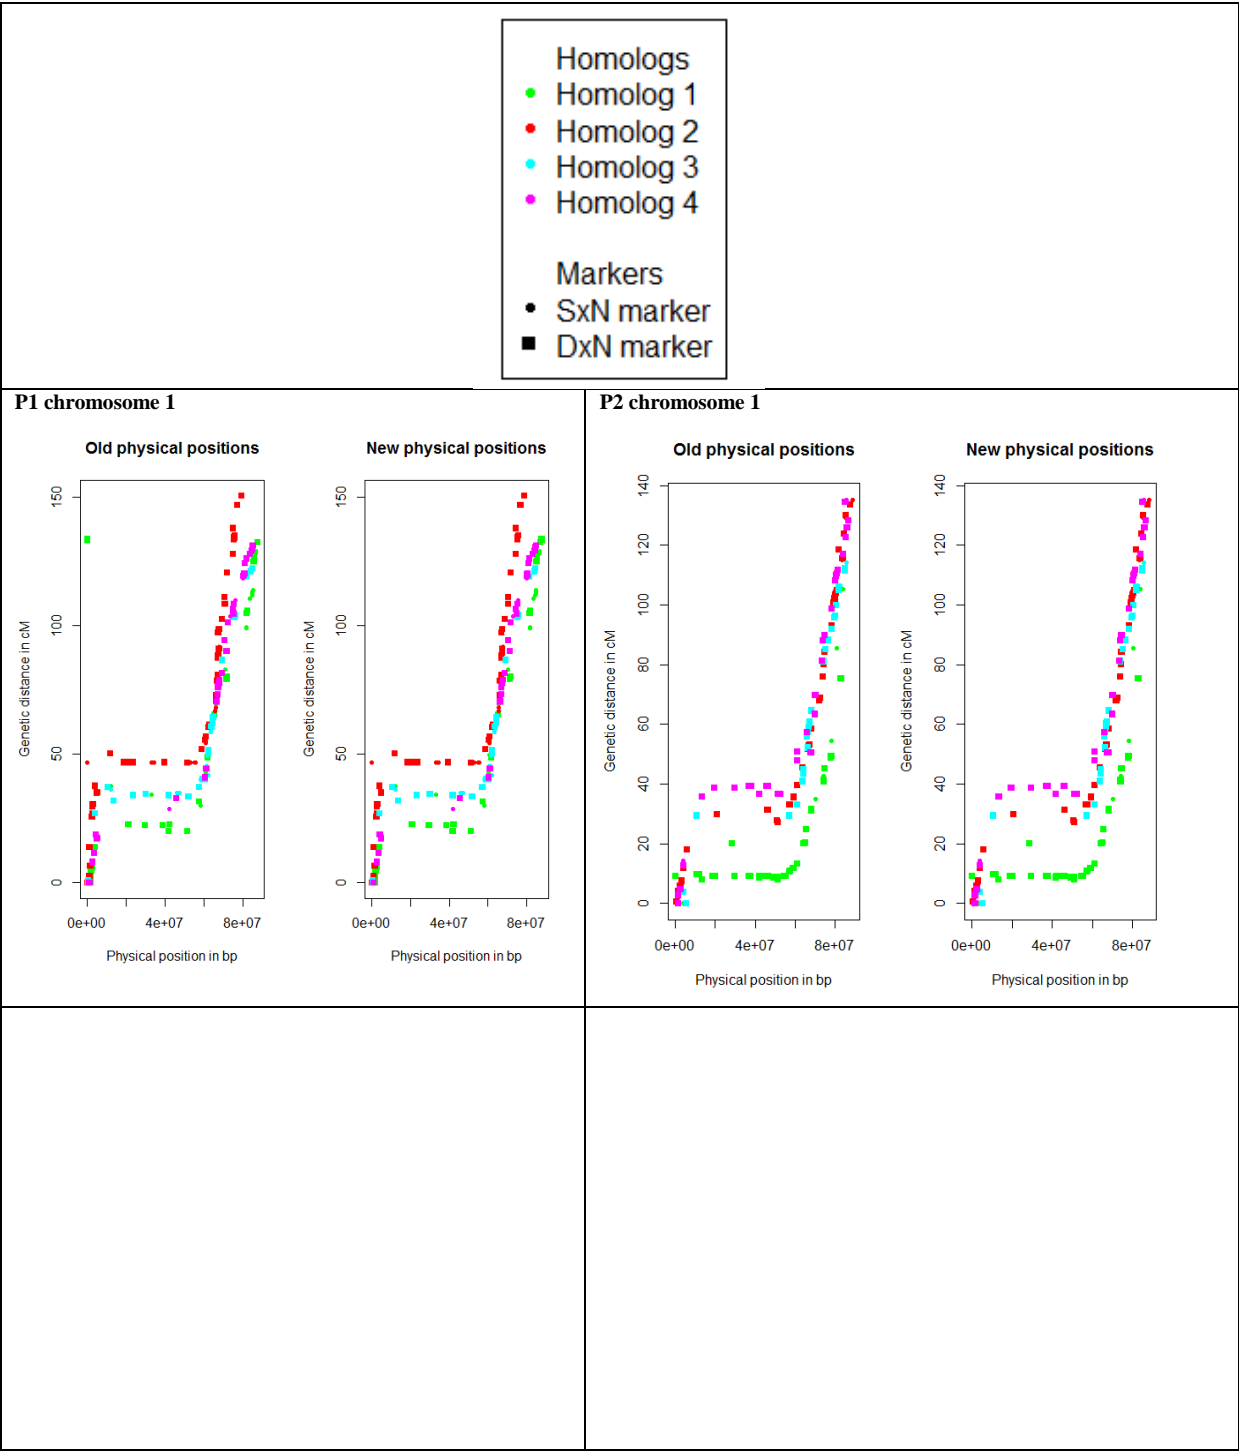 Homologs
Homolog 1
Homolog 2
Homolog 3
Homolog 4
Markers
SxN marker
DxN marker
P1 chromosome 1
Old physical positions
Genetic distance in cM
150
100
50
0
0e+00 4e+07 8e+07
Physical position in bp
New physical positions
Genetic distance in cM
150
100
50
0
0e+00 4e+07 8e+07
Physical position in bp
P2 chromosome 1
Old physical positions
Genetic distance in cM
140
120
100
80
60
40
20
0
0e+00 4e+07 8e+07
Physical position in bp
New physical positions
Genetic distance in cM
140
120
100
80
60
40
20
0
0e+00 4e+07 8e+07
Physical position in bp